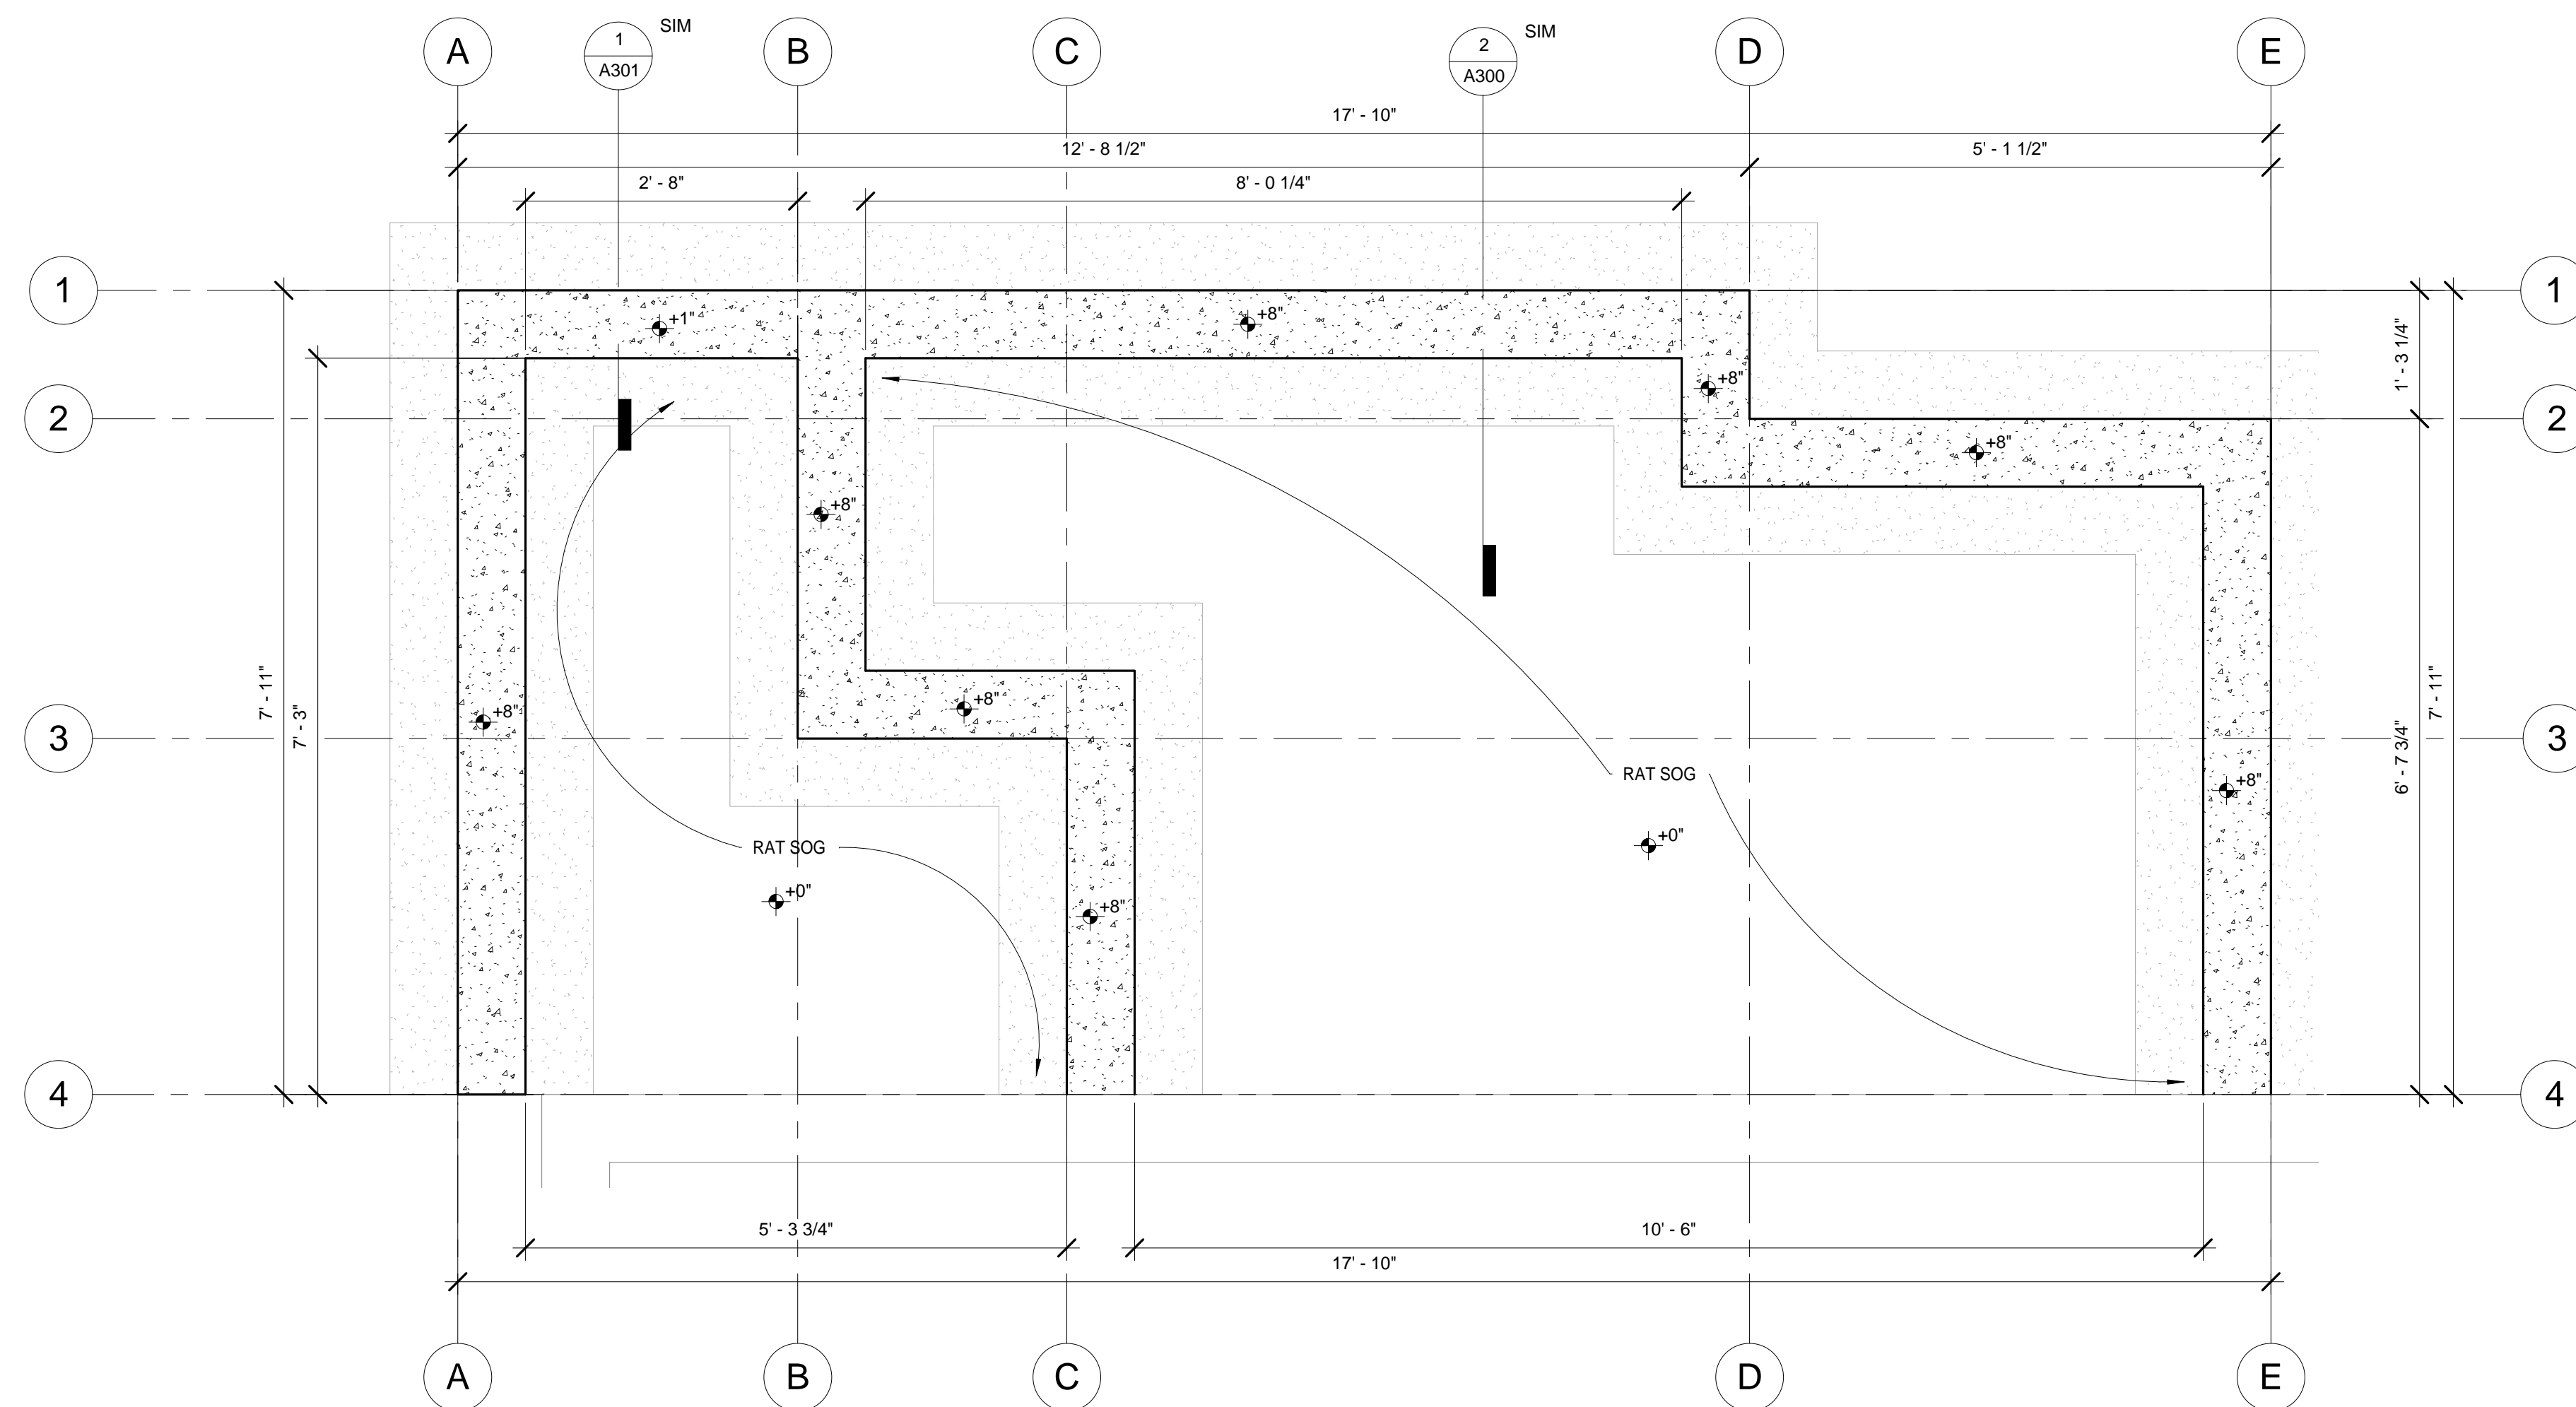 A
1
A301
SIM
B
C
2
A300
SIM
D
E
17' - 10"
12' - 8 1/2"
5' - 1 1/2"
2' - 8"
8' - 0 1/4"
1
1
+1"
+8"
1' - 3 1/4"
+8"
2
2
+8"
+8"
7' - 11"
7' - 3"
+8"
+8"
7' - 11"
6' - 7 3/4"
3
3
RAT SOG
+8"
+0"
RAT SOG
+0"
+8"
4
4
5' - 3 3/4"
10' - 6"
17' - 10"
A
B
C
D
E